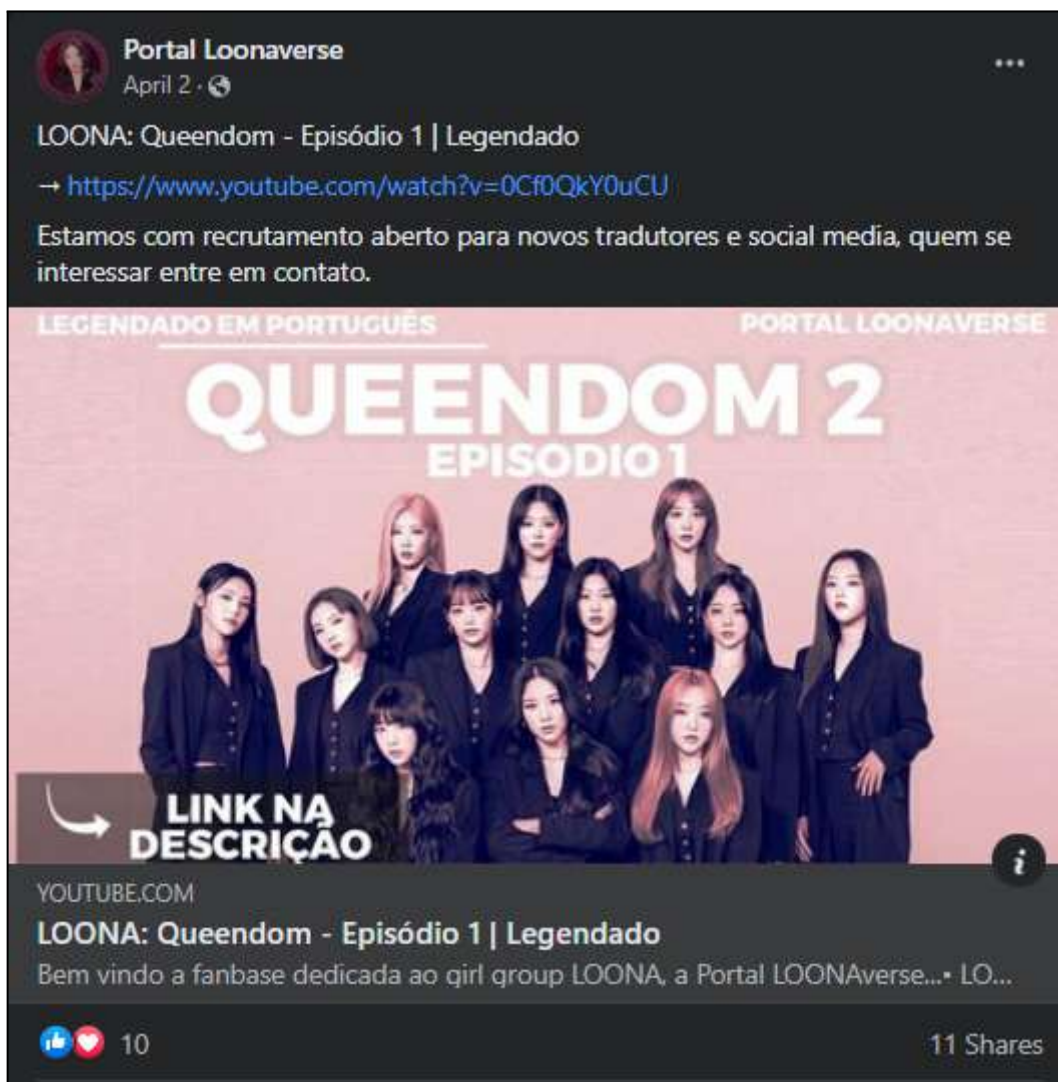 Portal Loonaverse
April 2 ·
LOONA: Queendom - Episódio 1 | Legendado
→ https://www.youtube.com/watch?v=0Cf0QkY0uCU
Estamos com recrutamento aberto para novos tradutores e social media, quem se
interessar entre em contato.
LEGENDADO EM PORTUGUÊS
PORTAL LOONAVERSE
QUEENDOM 2
EPISODIO 1
LINK NA
DESCRIÇÃO
YOUTUBE.COM
LOONA: Queendom - Episódio 1 | Legendado
Bem vindo a fanbase dedicada ao girl group LOONA, a Portal LOONAverse...• LO...
10
11 Shares